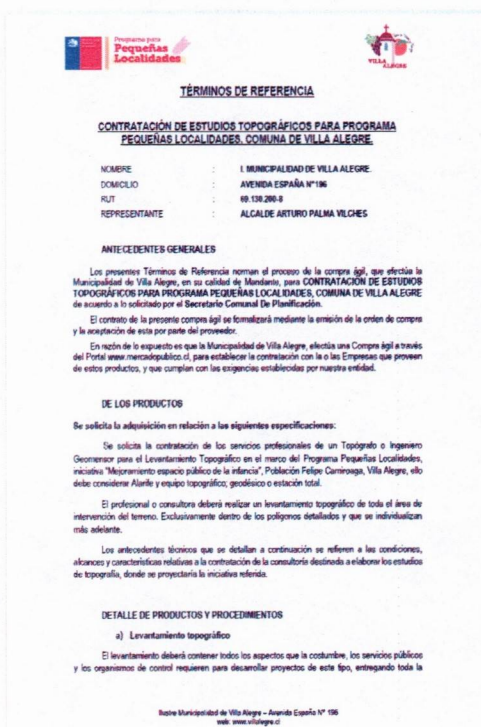 Programa para
Pequeñas
Localidades
VILLA
ALEGRE
TÉRMINOS DE REFERENCIA
CONTRATACIÓN DE ESTUDIOS TOPOGRÁFICOS PARA PROGRAMA
PEQUEÑAS LOCALIDADES, COMUNA DE VILLA ALEGRE.
NOMBRE : I. MUNICIPALIDAD DE VILLA ALEGRE.
DOMICILIO : AVENIDA ESPAÑA N°196
RUT : 69.130.200-8
REPRESENTANTE : ALCALDE ARTURO PALMA VILCHES
ANTECEDENTES GENERALES
Los presentes Términos de Referencia norman el proceso de la compra ágil, que efectúa la
Municipalidad de Villa Alegre, en su calidad de Mandante, para CONTRATACIÓN DE ESTUDIOS
TOPOGRÁFICOS PARA PROGRAMA PEQUEÑAS LOCALIDADES, COMUNA DE VILLA ALEGRE
de acuerdo a lo solicitado por el Secretario Comunal De Planificación.
El contrato de la presente compra ágil se formalizará mediante la emisión de la orden de compra
y la aceptación de esta por parte del proveedor.
En razón de lo expuesto es que la Municipalidad de Villa Alegre, efectúa una Compra ágil a través
del Portal www.mercadopublico.cl, para establecer la contratación con la o las Empresas que proveen
de estos productos, y que cumplan con las exigencias establecidas por nuestra entidad.
DE LOS PRODUCTOS
Se solicita la adquisición en relación a las siguientes especificaciones:
Se solicita la contratación de los servicios profesionales de un Topógrafo o Ingeniero
Geomensor para el Levantamiento Topográfico en el marco del Programa Pequeñas Localidades,
iniciativa "Mejoramiento espacio público de la infancia", Población Felipe Camiroaga, Villa Alegre, ello
debe considerar Alarife y equipo topográfico; geodésico o estación total.
El profesional o consultora deberá realizar un levantamiento topográfico de toda el área de
intervención del terreno. Exclusivamente dentro de los polígonos detallados y que se individualizan
más adelante.
Los antecedentes técnicos que se detallan a continuación se refieren a las condiciones,
alcances y características relativas a la contratación de la consultoría destinada a elaborar los estudios
de topografía, donde se proyectaría la iniciativa referida.
DETALLE DE PRODUCTOS Y PROCEDIMIENTOS
a) Levantamiento topográfico
El levantamiento deberá contener todos los aspectos que la costumbre, los servicios públicos
y los organismos de control requieren para desarrollar proyectos de este tipo, entregando toda la
Ilustre Municipalidad de Villa Alegre – Avenida España N° 196
web: www.villalegre.cl